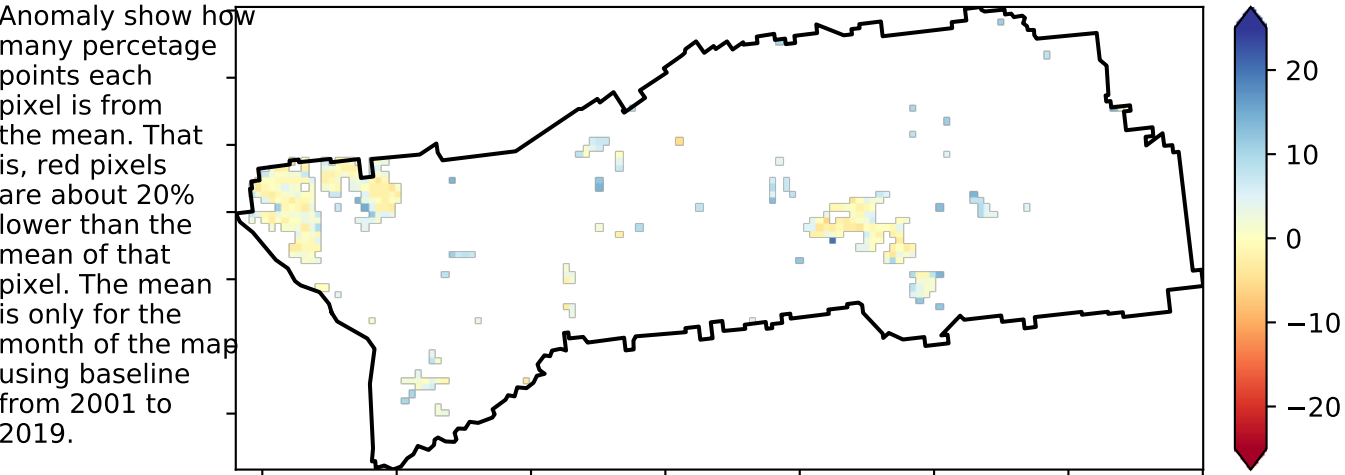 Anomaly show how
many percetage
points each
pixel is from
the mean. That
is, red pixels
are about 20%
lower than the
mean of that
pixel. The mean
is only for the
month of the map
using baseline
from 2001 to
2019.
20
10
0
−10
−20